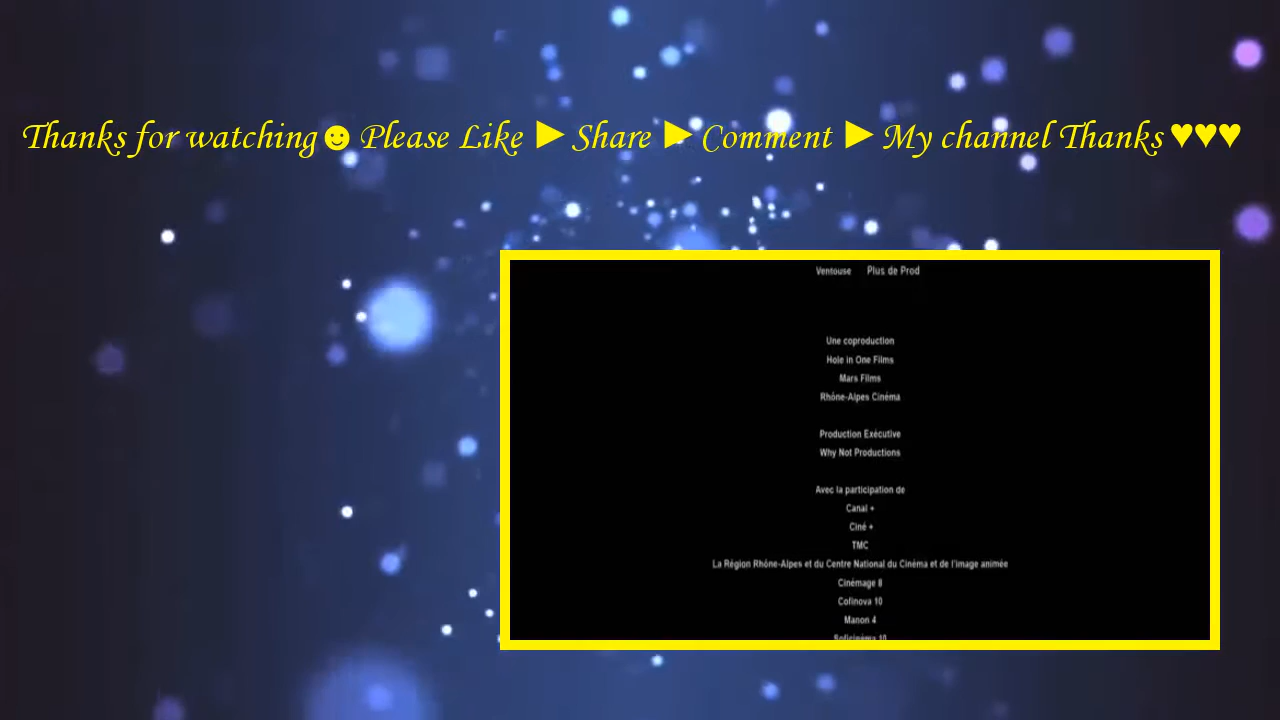 Thanks for watching☻Please Like ► Share ► Comment ► My channel Thanks ♥♥♥
Ventouse Plus de Prod
Une coproduction
Hole in One Films
Mars Films
Rhône-Alpes Cinéma
Production Exécutive
Why Not Productions
Avec la participation de
Canal +
Ciné +
TMC
La Région Rhône-Alpes et du Centre National du Cinéma et de l'image animée
Cinémage 8
Cofinova 10
Manon 4
Soficinéma 10